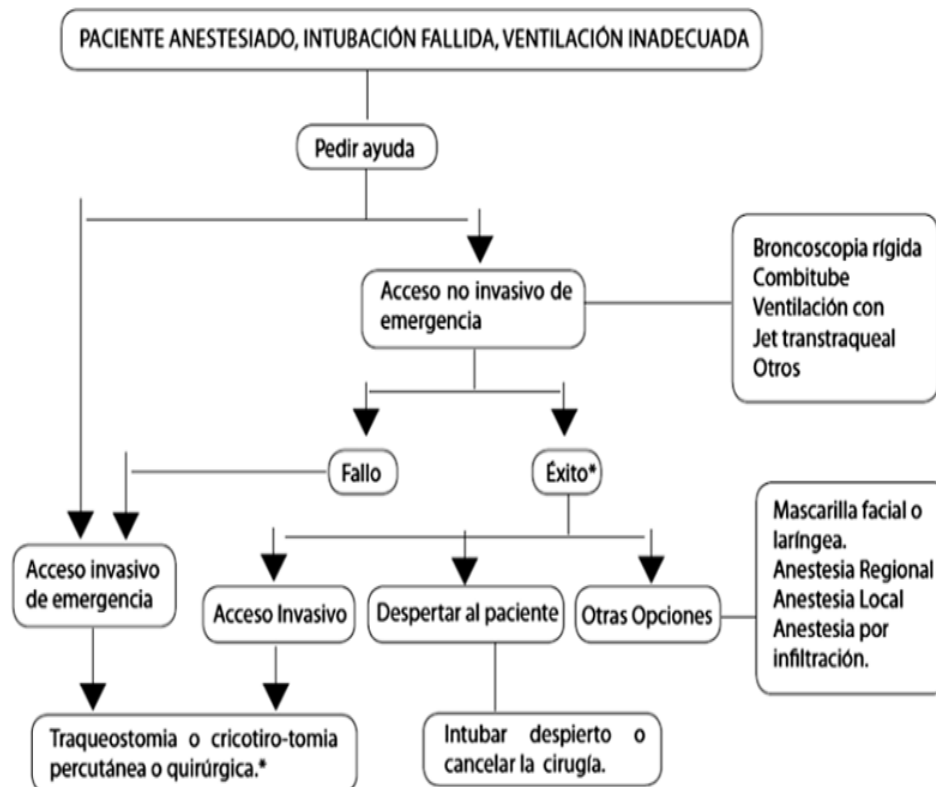 PACIENTE ANESTESIADO, INTUBACIÓN FALLIDA, VENTILACIÓN INADECUADA
Pedir ayuda
Acceso no invasivo de
emergencia
Broncoscopia rígida
Combitube
Ventilación con
Jet transtraqueal
Otros
Fallo
Éxito*
Acceso invasivo
de emergencia
Acceso Invasivo
Despertar al paciente
Otras Opciones
Mascarilla facial o
laríngea.
Anestesia Regional
Anestesia Local
Anestesia por
infiltración.
Traqueostomia o cricotiro-tomia
percutánea o quirúrgica.*
Intubar despierto o
cancelar la cirugía.